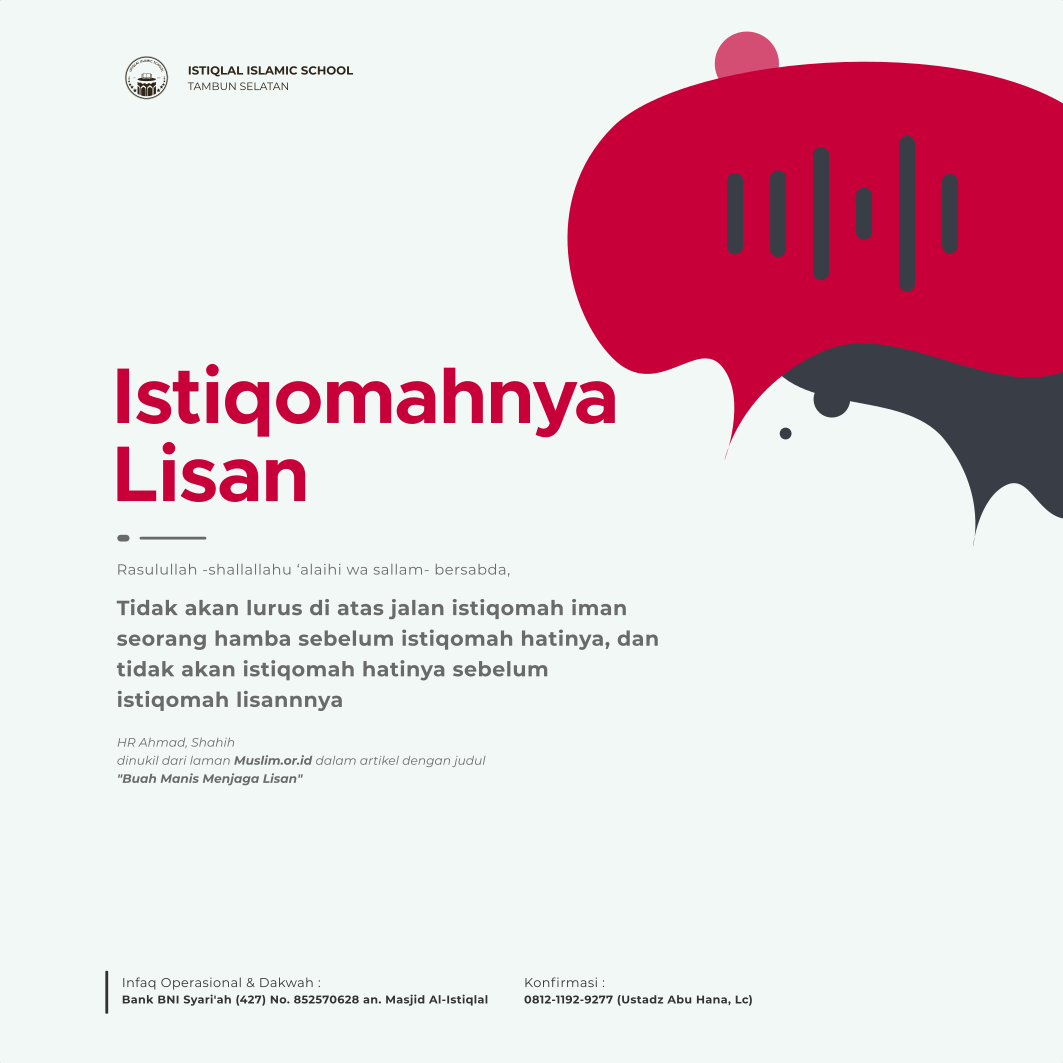 ISTIQLAL ISLAMIC SCHOOL
TAMBUN SELATAN
Istiqomahnya
Lisan
Rasulullah -shallallahu ‘alaihi wa sallam- bersabda,
Tidak akan lurus di atas jalan istiqomah iman
seorang hamba sebelum istiqomah hatinya, dan
tidak akan istiqomah hatinya sebelum
istiqomah lisannnya
HR Ahmad, Shahih
dinukil dari laman Muslim.or.id dalam artikel dengan judul
"Buah Manis Menjaga Lisan"
Infaq Operasional & Dakwah :
Bank BNI Syari'ah (427) No. 852570628 an. Masjid Al-Istiqlal
Konfirmasi :
0812-1192-9277 (Ustadz Abu Hana, Lc)